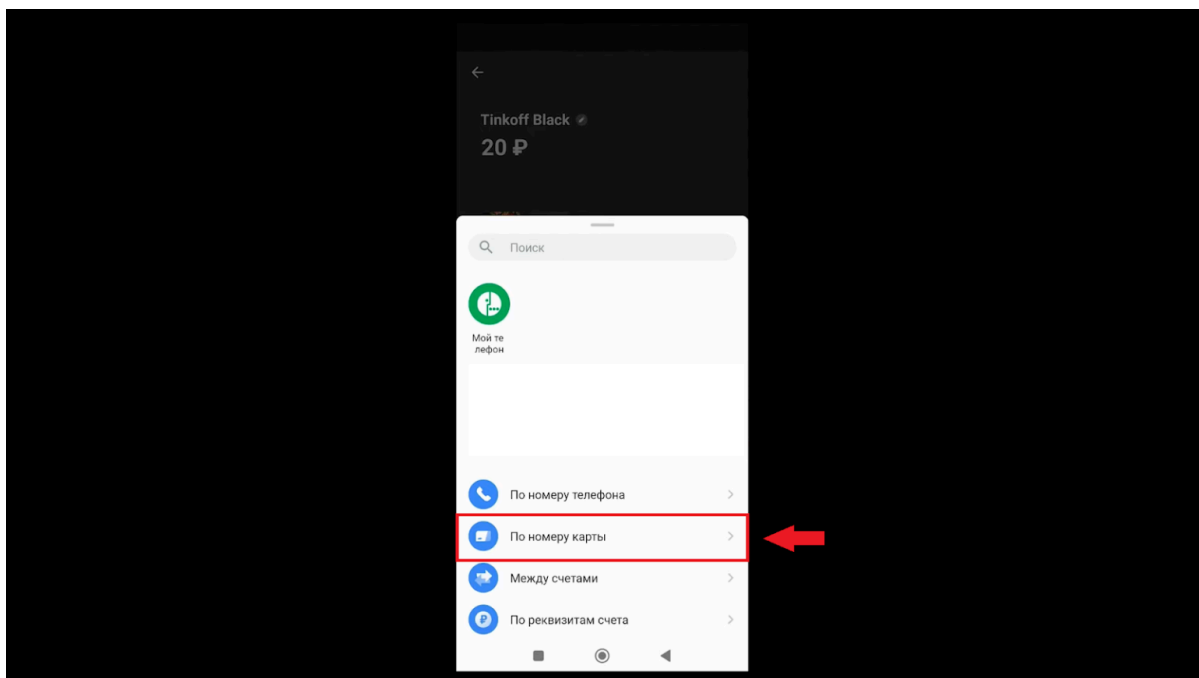 Tinkoff Black
20 ₽
Поиск
Мой те
лефон
По номеру телефона
По номеру карты
Между счетами
По реквизитам счета